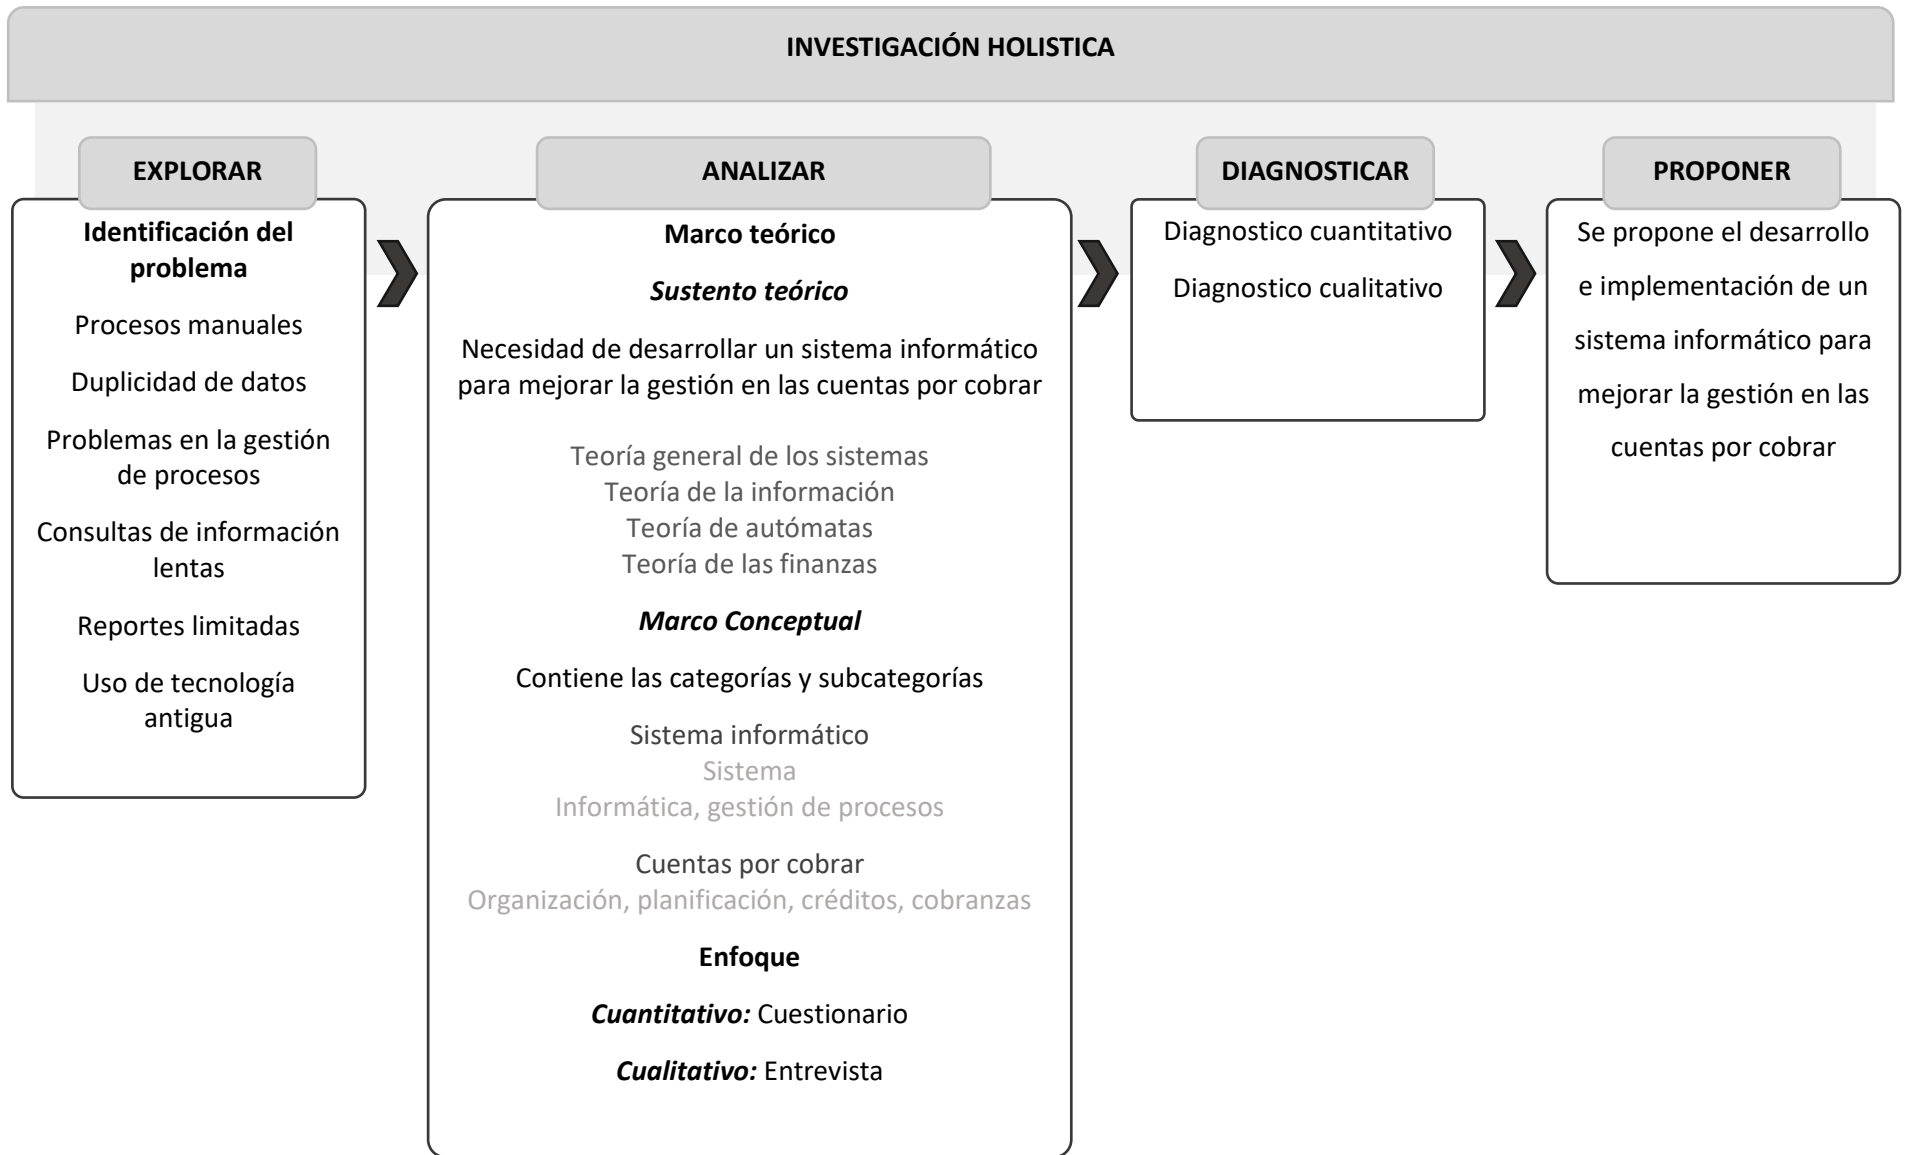 INVESTIGACIÓN HOLISTICA
EXPLORAR
Identificación del
problema
Procesos manuales
Duplicidad de datos
Problemas en la gestión
de procesos
Consultas de información
lentas
Reportes limitadas
Uso de tecnología
antigua
ANALIZAR
Marco teórico
Sustento teórico
Necesidad de desarrollar un sistema informático
para mejorar la gestión en las cuentas por cobrar
Teoría general de los sistemas
Teoría de la información
Teoría de autómatas
Teoría de las finanzas
Marco Conceptual
Contiene las categorías y subcategorías
Sistema informático
Sistema
Informática, gestión de procesos
Cuentas por cobrar
Organización, planificación, créditos, cobranzas
Enfoque
Cuantitativo: Cuestionario
Cualitativo: Entrevista
DIAGNOSTICAR
Diagnostico cuantitativo
Diagnostico cualitativo
PROPONER
Se propone el desarrollo
e implementación de un
sistema informático para
mejorar la gestión en las
cuentas por cobrar